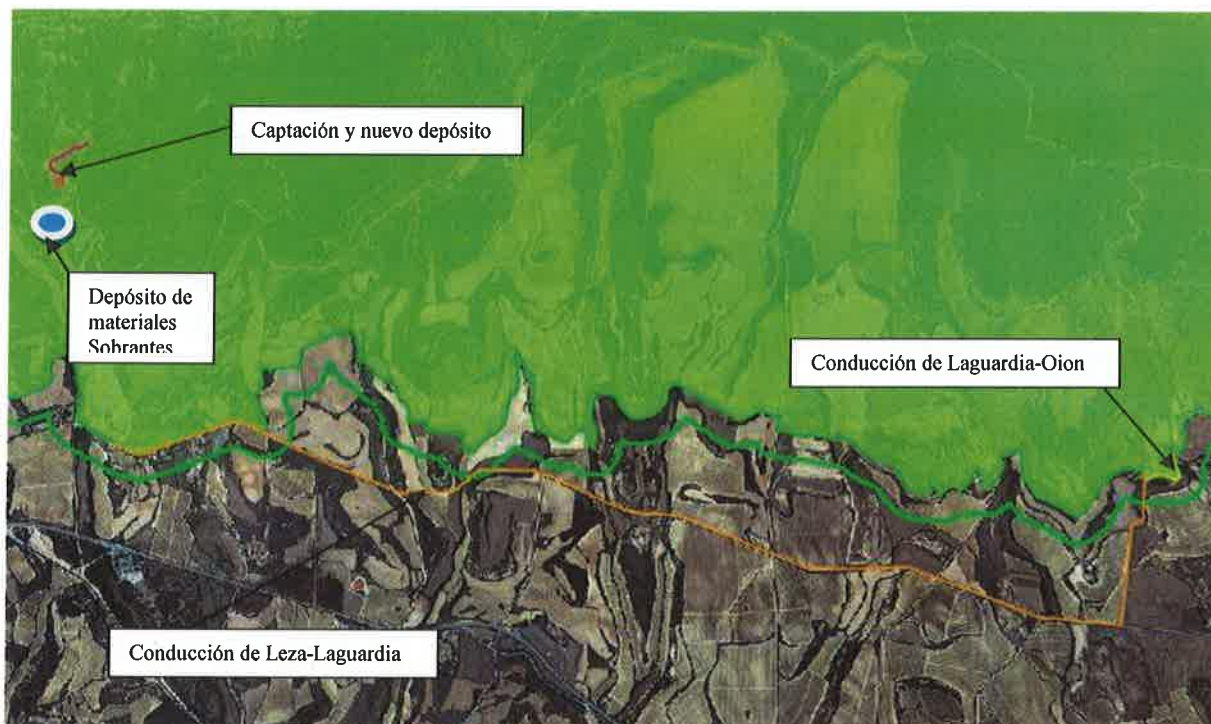 Captación y nuevo depósito
Depósito de
materiales
Sobrantes
Conducción de Laguardia-Oion
Conducción de Leza-Laguardia